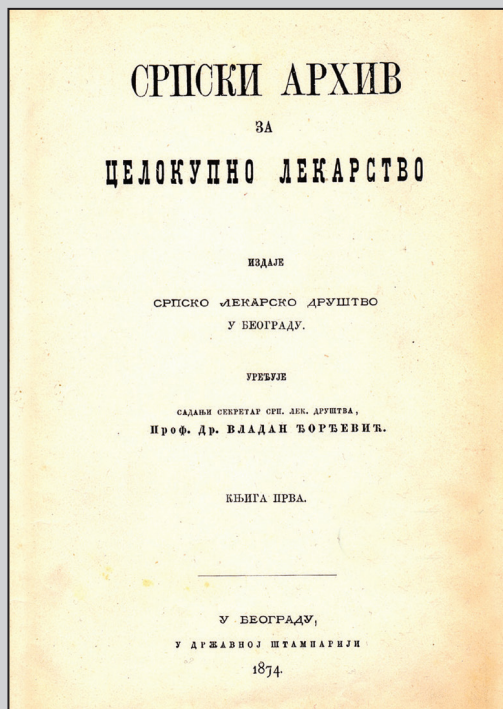 СРПСКИ АРХИВ
ЗА
ЦЕЛОКУПНО ЛЕКАРСТВО
ИЗДАЈЕ
СРПСКО ЛЕКАРСКО ДРУШТВО
У БЕОГРАДУ.
УРЕЂУЈЕ
САДАЊИ СЕКРЕТАР СРП. ЛЕК. ДРУШТВА,
Проф. Др. ВЛАДАН ЂОРЂЕВИЋ.
КЊИГА ПРВА.
У БЕОГРАДУ,
У ДРЖАВНОЈ ШТАМПАРИЈИ
1874.